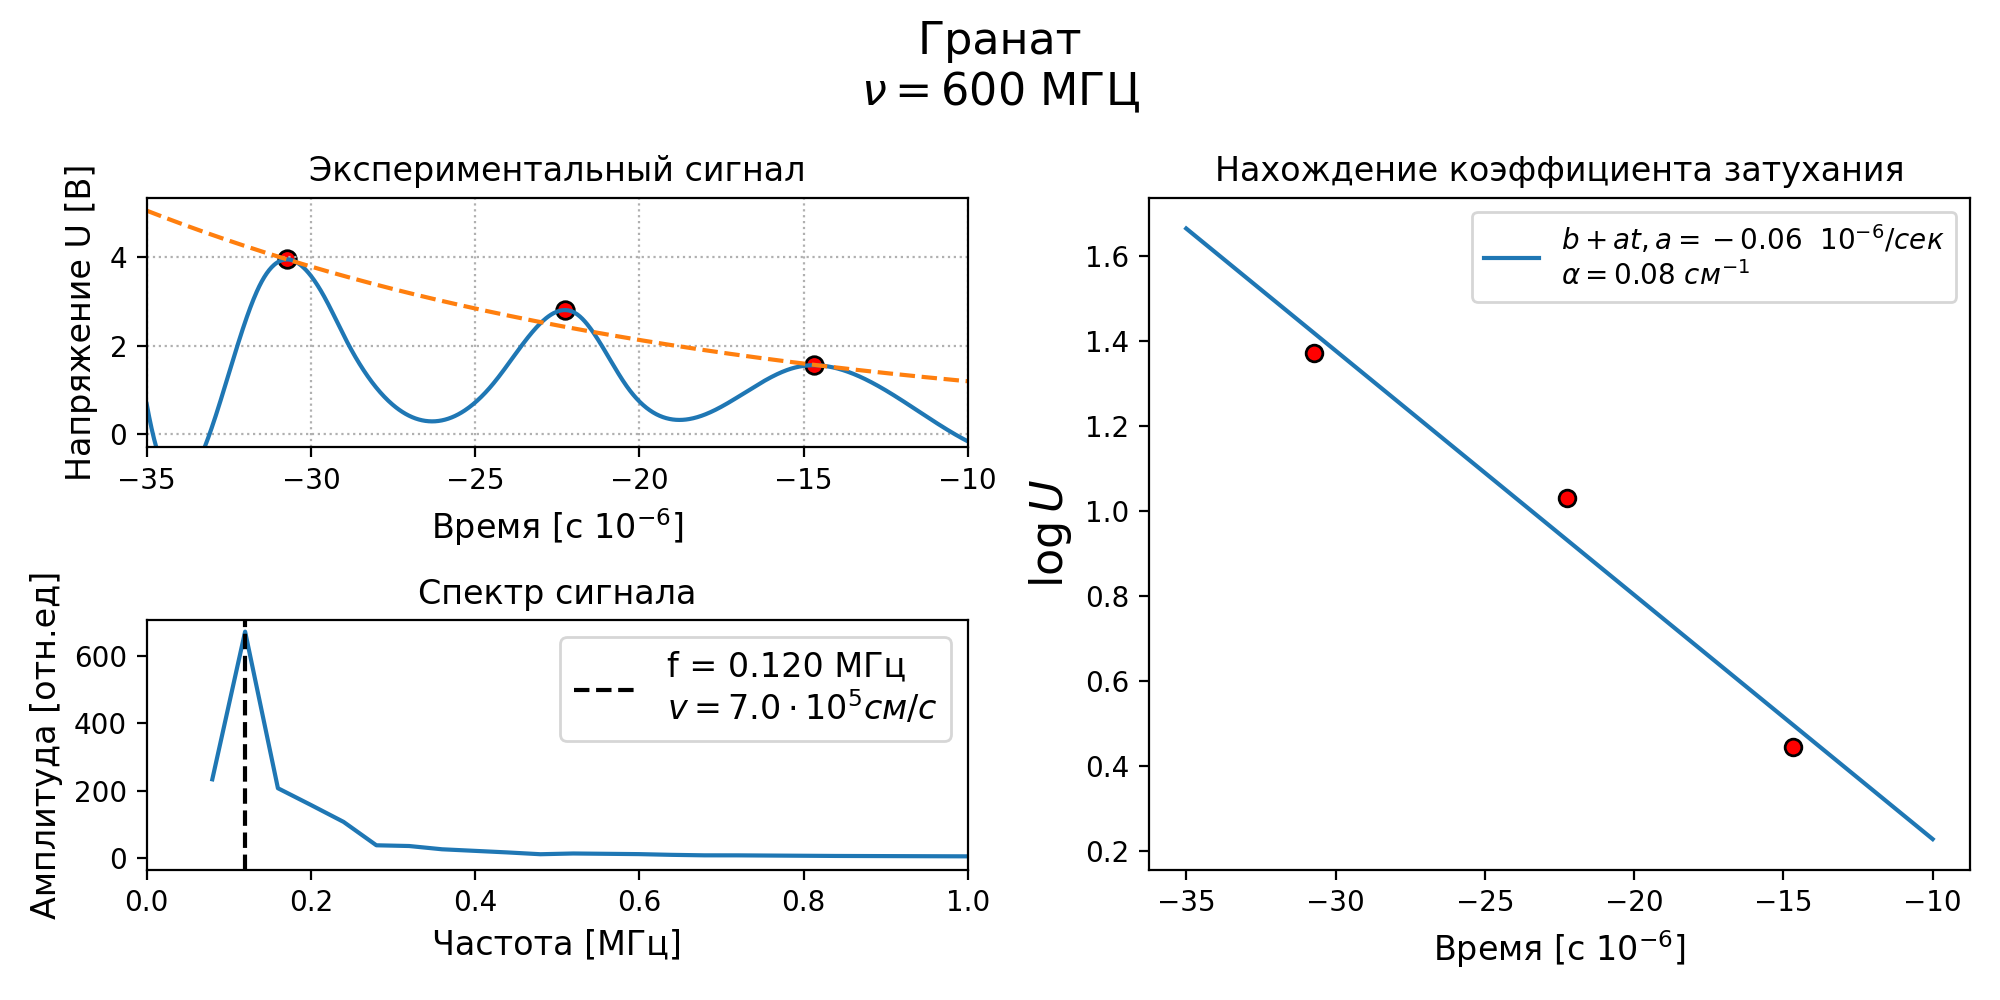 Гранат
ν = 600 МГЦ
Экспериментальный сигнал
Напряжение U [В]
4
2
0
−35 −30 −25 −20 −15 −10
Время [с 10⁻⁶]
Спектр сигнала
Амплитуда [отн.ед]
600
400
200
0
f = 0.120 МГц
v = 7.0 · 10⁵см/с
0.0 0.2 0.4 0.6 0.8 1.0
Частота [МГц]
Нахождение коэффициента затухания
b + at, a = −0.06 10⁻⁶/сек
α = 0.08 см⁻¹
log U
1.6
1.4
1.2
1.0
0.8
0.6
0.4
0.2
−35 −30 −25 −20 −15 −10
Время [с 10⁻⁶]